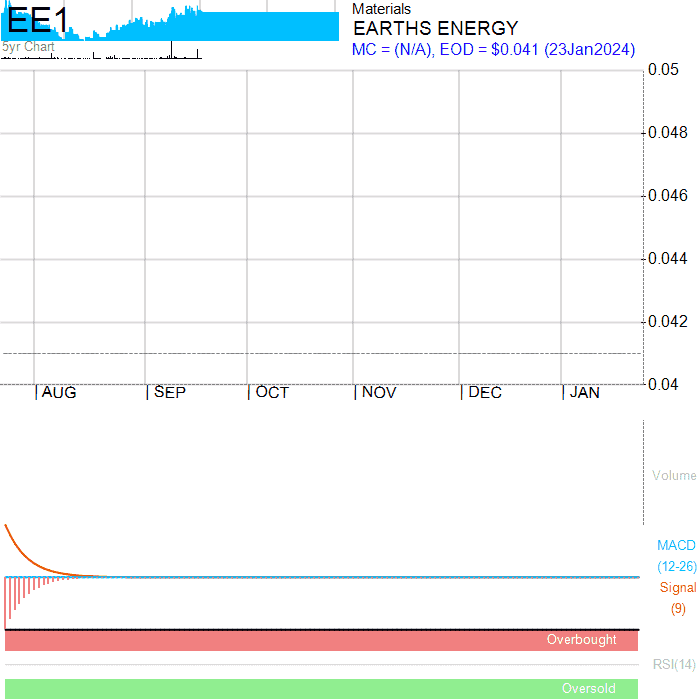 EE1
5yr Chart
Materials
EARTHS ENERGY
MC = (N/A), EOD = $0.041 (23Jan2024)
0.05
0.048
0.046
0.044
0.042
0.04
AUG SEP OCT NOV DEC JAN
Volume
MACD
(12-26)
Signal
(9)
Overbought
RSI(14)
Oversold